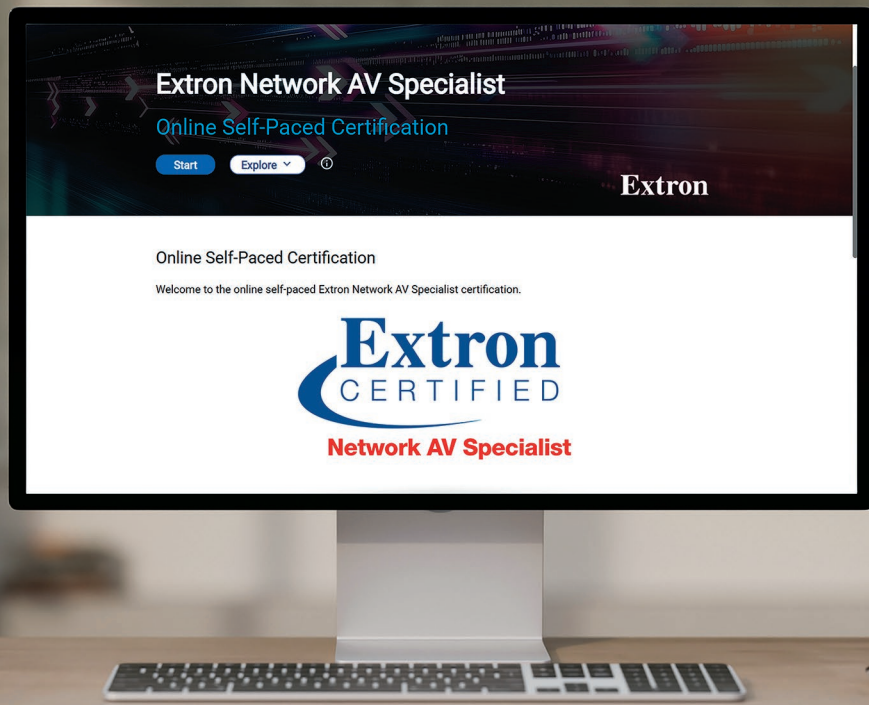 Extron Network AV Specialist
Online Self-Paced Certification
Start
Explore
Extron
Online Self-Paced Certification
Welcome to the online self-paced Extron Network AV Specialist certification.
Extron
CERTIFIED
Network AV Specialist